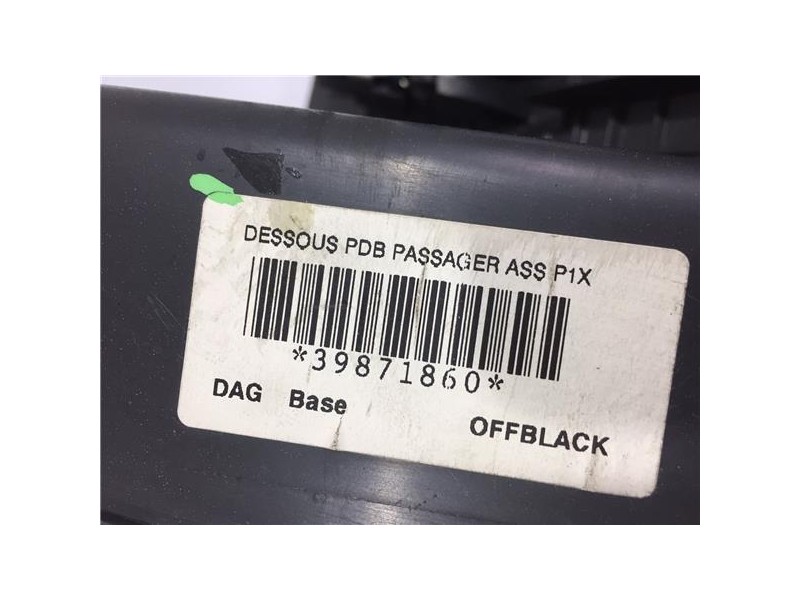 DESSOUS PDB PASSAGER ASS P1X
*39871860*
DAG Base
OFFBLACK